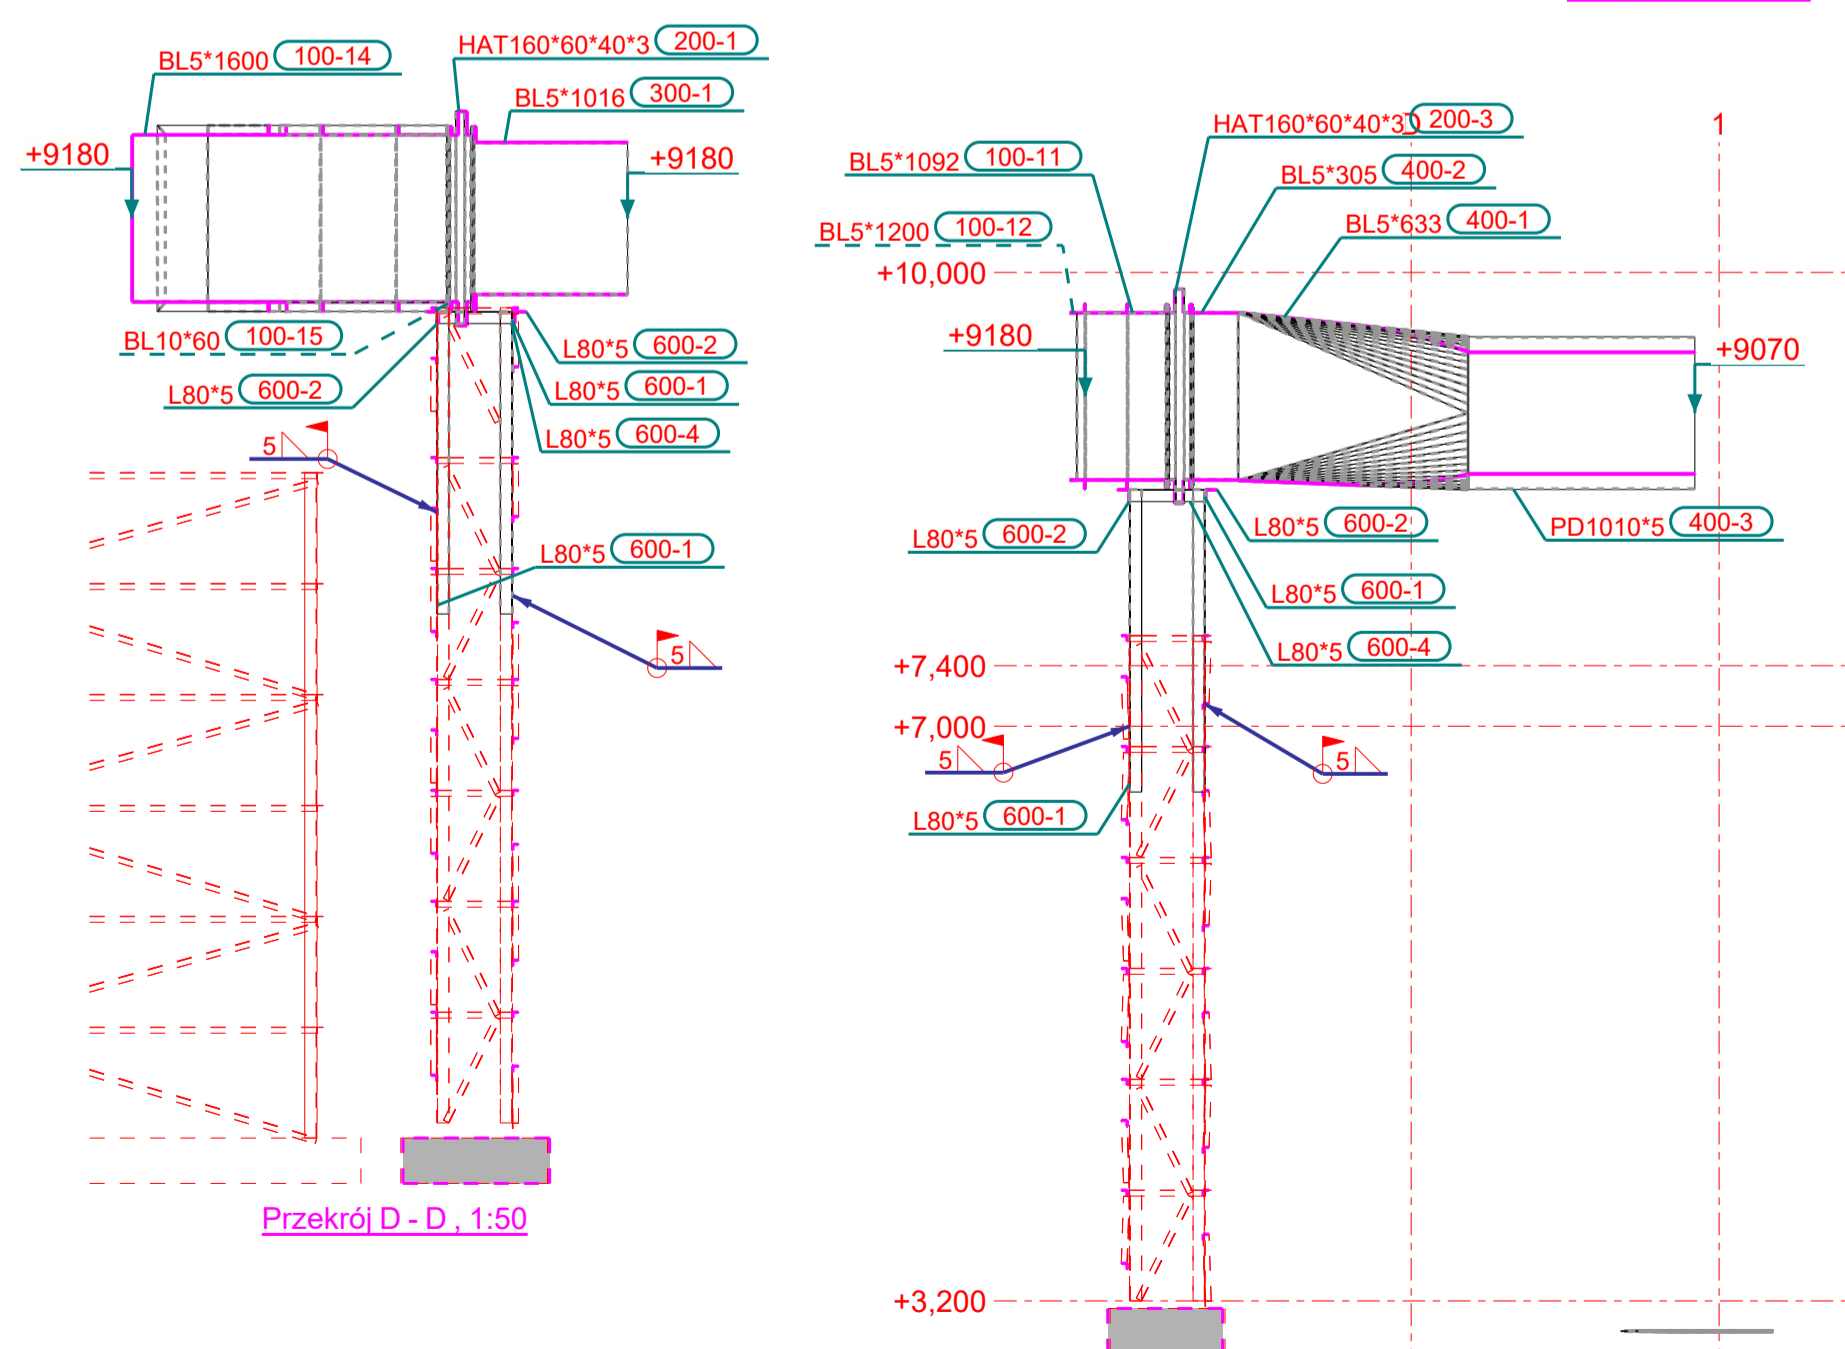 HAT160*60*40*3 200-1
BL5*1600 100-14
BL5*1016 300-1
+9180
+9180
BL10*60 100-15
L80*5 600-2
L80*5 600-2
L80*5 600-1
L80*5 600-4
5
L80*5 600-1
5
Przekrój D - D , 1:50
HAT160*60*40*3D 200-3
1
BL5*1092 100-11
BL5*305 400-2
BL5*1200 100-12
BL5*633 400-1
+10,000
+9180
+9070
L80*5 600-2
L80*5 600-2
PD1010*5 400-3
L80*5 600-1
L80*5 600-4
+7,400
+7,000
5
5
L80*5 600-1
+3,200